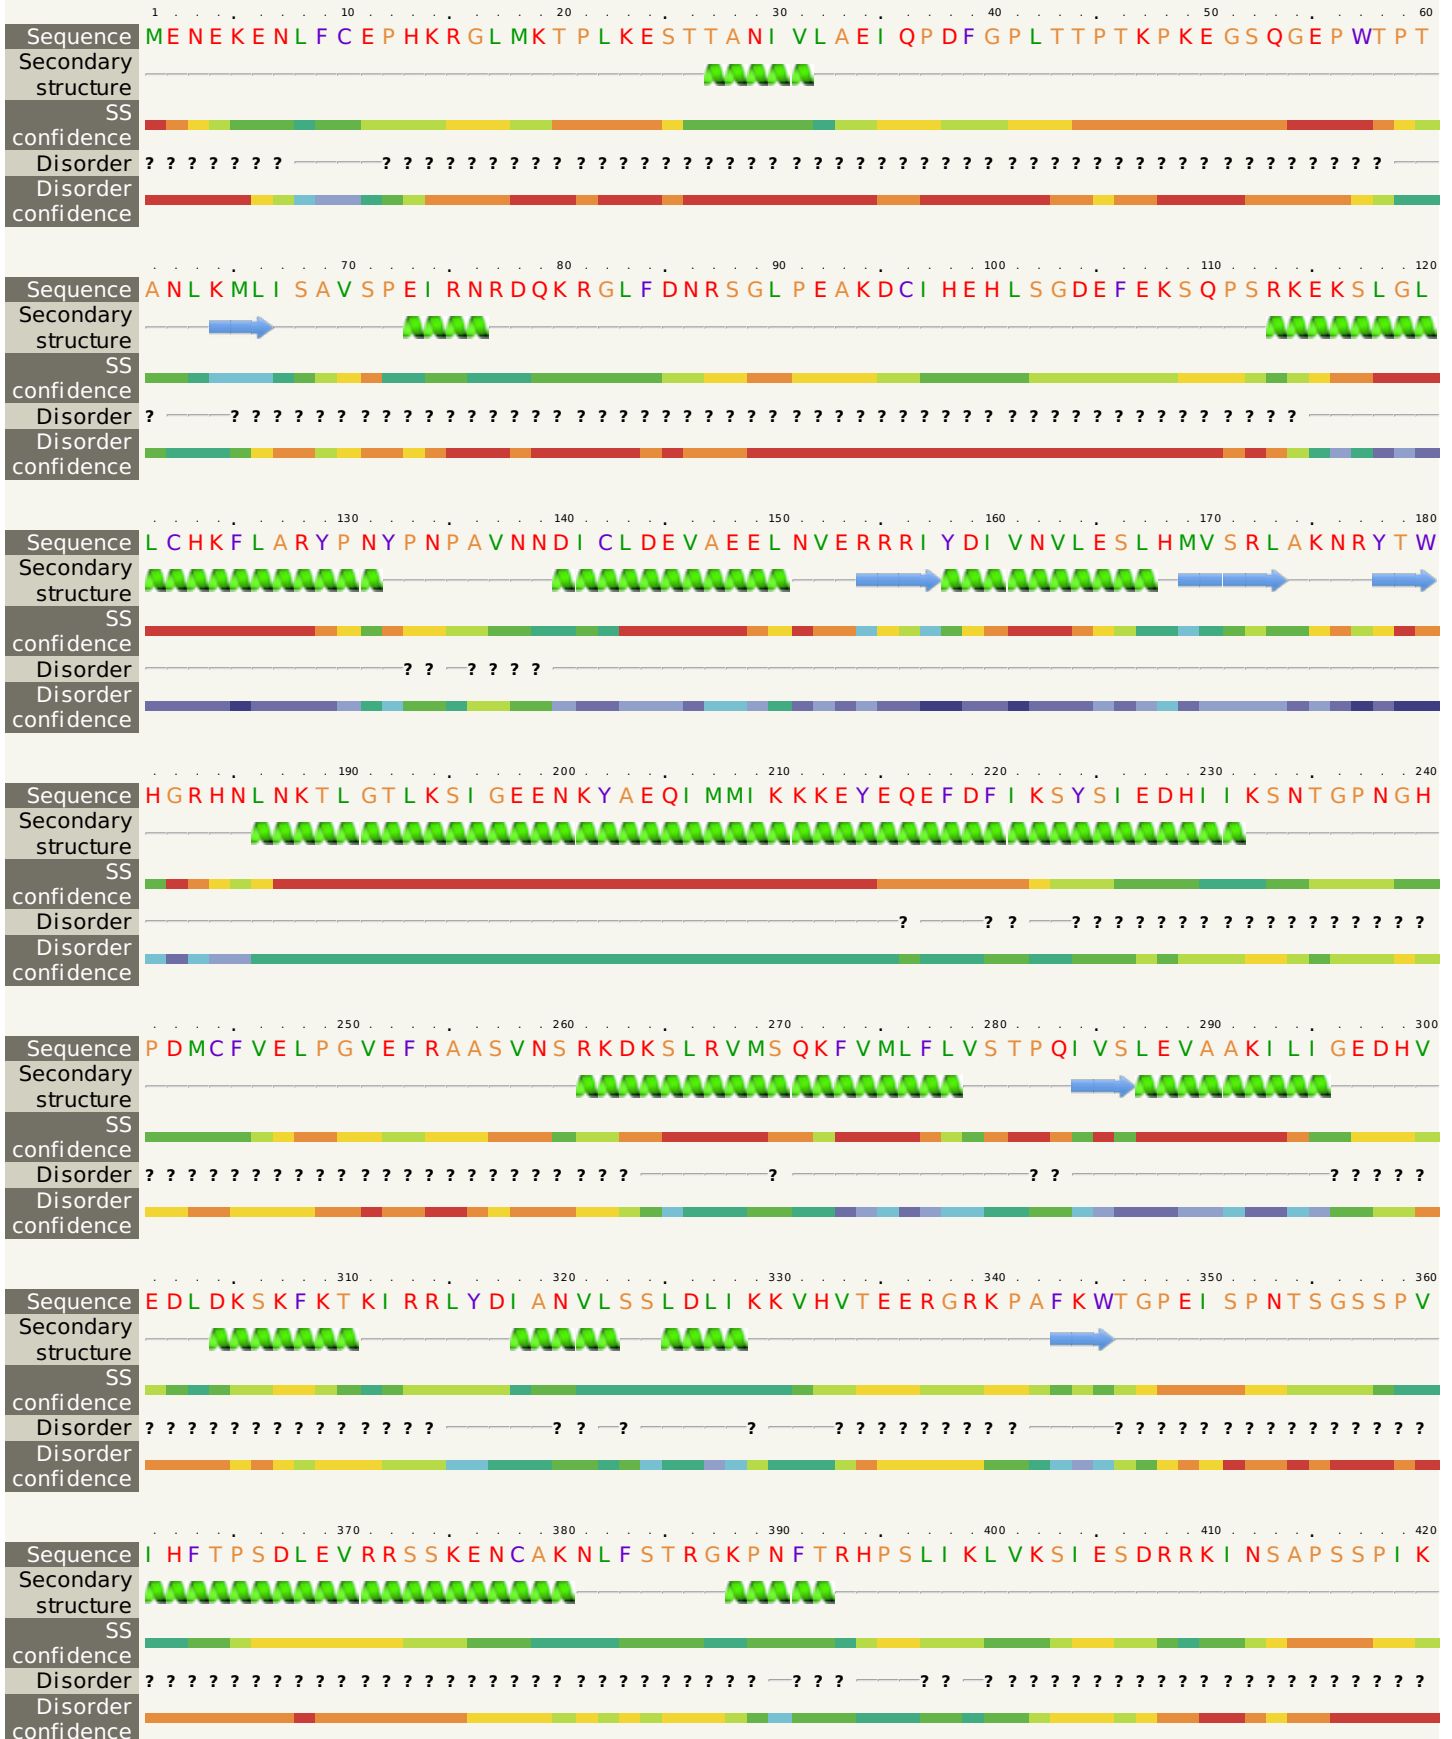 1 10 20 30 40 50 60
Sequence MENEKENLFCEPHKRGLMKTPLKESTTANIVLAEIQPDFGPLTTPTKPKEGSQGEPWTPT
Secondary
structure
SS
confidence
Disorder ? ? ? ? ? ? ? ? ? ? ? ? ? ? ? ? ? ? ? ? ? ? ? ? ? ? ? ? ? ? ? ? ? ? ? ? ? ? ? ? ? ? ? ? ? ? ? ? ? ? ? ? ? ?
Disorder
confidence
70 80 90 100 110 120
Sequence ANLKMLISAVSPEIRNRDQKRGLFDNRSGLPEAKDCIHEHLSGDEFEKSQPSRKEKSLGL
Secondary
structure
SS
confidence
Disorder ? ? ? ? ? ? ? ? ? ? ? ? ? ? ? ? ? ? ? ? ? ? ? ? ? ? ? ? ? ? ? ? ? ? ? ? ? ? ? ? ? ? ? ? ? ? ? ? ? ? ?
Disorder
confidence
130 140 150 160 170 180
Sequence LCHKFLARYPNYPNPAVNNDICLDEVAEELNVERRRIYDIVNVLESLHMVSRLAKNRYTW
Secondary
structure
SS
confidence
Disorder ? ? ? ? ? ?
Disorder
confidence
190 200 210 220 230 240
Sequence HGRHNLNKTLGTLKSIGEENKYAEQIMMIKKKEYEQEFDFIKSYSIEDHIIKSNTGPNGH
Secondary
structure
SS
confidence
Disorder ? ? ? ? ? ? ? ? ? ? ? ? ? ? ? ? ? ? ? ?
Disorder
confidence
250 260 270 280 290 300
Sequence PDMCFVELPGVEFRAASVNSRKDKSLRVMSQKFVMLFLVSTPQIVSLEVAAKILIGEDHV
Secondary
structure
SS
confidence
Disorder ? ? ? ? ? ? ? ? ? ? ? ? ? ? ? ? ? ? ? ? ? ? ? ? ? ? ? ? ? ? ?
Disorder
confidence
310 320 330 340 350 360
Sequence EDLDKSKFKTKIRRLYDIANVLSSLDLIKKVHVTEERGRKPAFKWTGPEISPNTSGSSPV
Secondary
structure
SS
confidence
Disorder ? ? ? ? ? ? ? ? ? ? ? ? ? ? ? ? ? ? ? ? ? ? ? ? ? ? ? ? ? ? ? ? ? ? ? ? ? ? ? ? ? ? ?
Disorder
confidence
370 380 390 400 410 420
Sequence IHFTPSDLEVRRSSKENCAKNLFSTRGKPNFTRHPSLIKLVKSIESDRRKINSAPSSPIK
Secondary
structure
SS
confidence
Disorder ? ? ? ? ? ? ? ? ? ? ? ? ? ? ? ? ? ? ? ? ? ? ? ? ? ? ? ? ? ? ? ? ? ? ? ? ? ? ? ? ? ? ? ? ? ? ? ? ? ? ? ? ? ? ?
Disorder
confidence